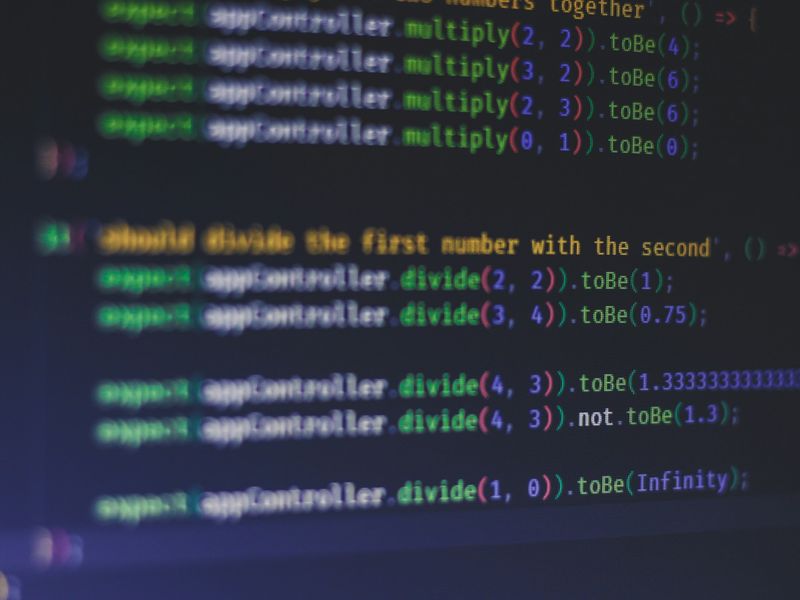 numbers together', () => {
expect(appController.multiply(2, 2)).toBe(4);
expect(appController.multiply(3, 2)).toBe(6);
expect(appController.multiply(2, 3)).toBe(6);
expect(appController.multiply(0, 1)).toBe(0);
should divide the first number with the second', () =>
expect(appController.divide(2, 2)).toBe(1);
expect(appController.divide(3, 4)).toBe(0.75);
expect(appController.divide(4, 3)).toBe(1.3333333333333
expect(appController.divide(4, 3)).not.toBe(1.3);
expect(appController.divide(1, 0)).toBe(Infinity);